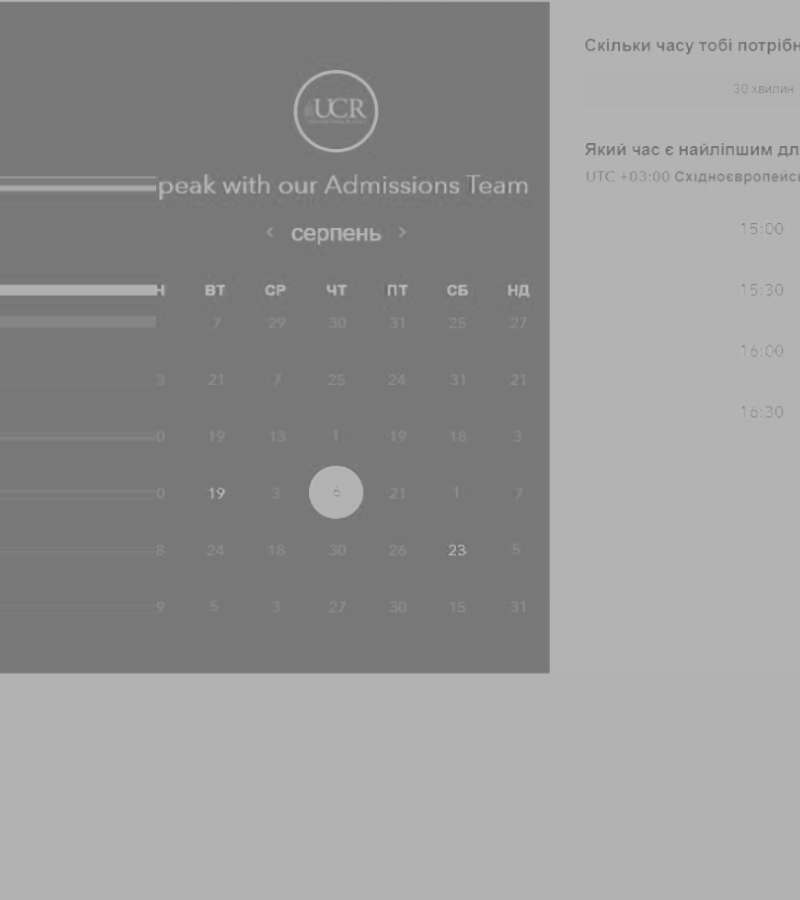 UCR
peak with our Admissions Team
< серпень >
Н ВТ СР ЧТ ПТ СБ НД
7 29 30 31 25 27
3 21 7 25 24 31 21
0 19 13 1 19 18 3
0 19 3 6 21 1 7
8 24 18 30 26 23 5
9 5 3 27 30 15 31
Скільки часу тобі потрібн
30 хвилин
Який час є найліпшим дл
UTC +03:00 Східноєвропейсь
15:00
15:30
16:00
16:30